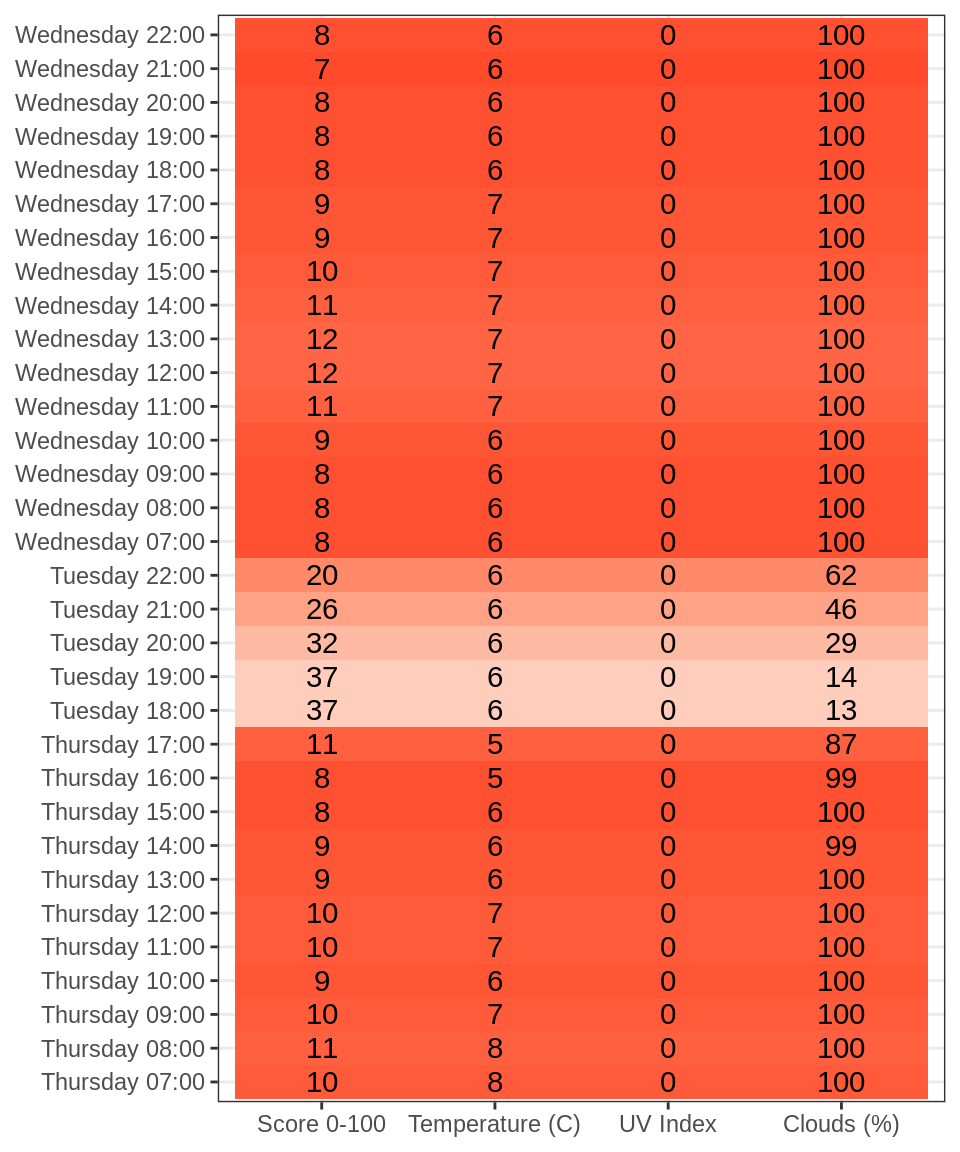 Wednesday 22:00 8 6 0 100
Wednesday 21:00 7 6 0 100
Wednesday 20:00 8 6 0 100
Wednesday 19:00 8 6 0 100
Wednesday 18:00 8 6 0 100
Wednesday 17:00 9 7 0 100
Wednesday 16:00 9 7 0 100
Wednesday 15:00 10 7 0 100
Wednesday 14:00 11 7 0 100
Wednesday 13:00 12 7 0 100
Wednesday 12:00 12 7 0 100
Wednesday 11:00 11 7 0 100
Wednesday 10:00 9 6 0 100
Wednesday 09:00 8 6 0 100
Wednesday 08:00 8 6 0 100
Wednesday 07:00 8 6 0 100
Tuesday 22:00 20 6 0 62
Tuesday 21:00 26 6 0 46
Tuesday 20:00 32 6 0 29
Tuesday 19:00 37 6 0 14
Tuesday 18:00 37 6 0 13
Thursday 17:00 11 5 0 87
Thursday 16:00 8 5 0 99
Thursday 15:00 8 6 0 100
Thursday 14:00 9 6 0 99
Thursday 13:00 9 6 0 100
Thursday 12:00 10 7 0 100
Thursday 11:00 10 7 0 100
Thursday 10:00 9 6 0 100
Thursday 09:00 10 7 0 100
Thursday 08:00 11 8 0 100
Thursday 07:00 10 8 0 100
Score 0-100 Temperature (C) UV Index Clouds (%)